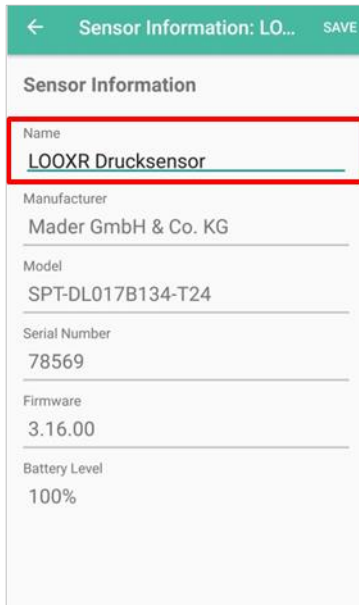 Sensor Information: LO...
SAVE
Sensor Information
Name
LOOXR Drucksensor
Manufacturer
Mader GmbH & Co. KG
Model
SPT-DL017B134-T24
Serial Number
78569
Firmware
3.16.00
Battery Level
100%